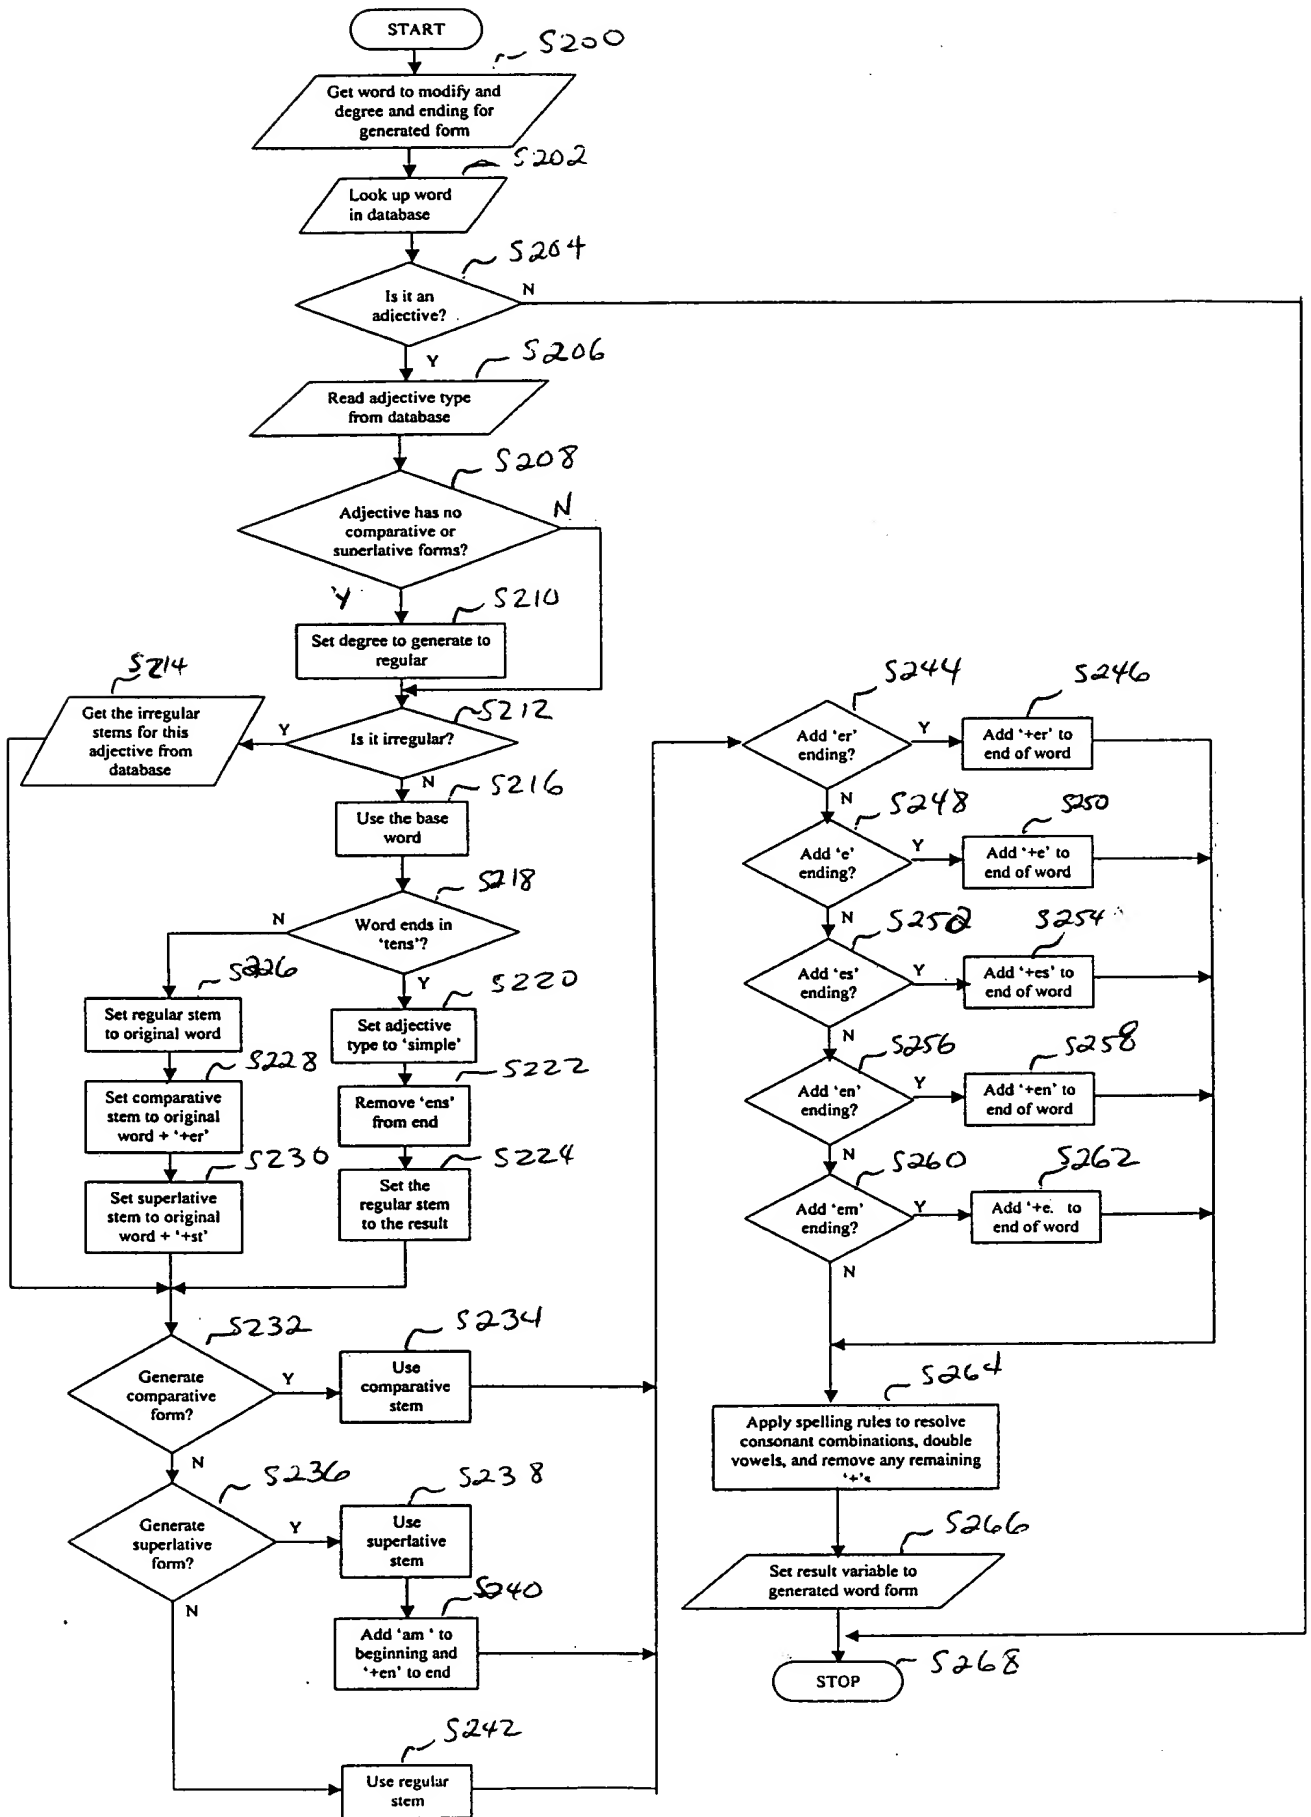 START
S200
Get word to modify and
degree and ending for
generated form
S202
Look up word
in database
S204
Is it an
adjective?
N
Y
S206
Read adjective type
from database
S208
Adjective has no
comparative or
superlative forms?
N
Y
S210
Set degree to generate to
regular
S214
Get the irregular
stems for this
adjective from
database
Y
S212
Is it irregular?
N
S216
Use the base
word
S218
Word ends in
'tens'?
N
Y
S226
Set regular stem
to original word
S228
Set comparative
stem to original
word + '+er'
S230
Set superlative
stem to original
word + '+st'
S220
Set adjective
type to 'simple'
S222
Remove 'ens'
from end
S224
Set the
regular stem
to the result
S232
Generate
comparative
form?
Y
N
S234
Use
comparative
stem
S236
Generate
superlative
form?
Y
N
S238
Use
superlative
stem
S240
Add 'am ' to
beginning and
'+en' to end
S242
Use regular
stem
S244
Add 'er'
ending?
Y
N
S246
Add '+er' to
end of word
S248
Add 'e'
ending?
Y
N
S250
Add '+e' to
end of word
S252
Add 'es'
ending?
Y
N
S254
Add '+es' to
end of word
S256
Add 'en'
ending?
Y
N
S258
Add '+en' to
end of word
S260
Add 'em'
ending?
Y
N
S262
Add '+e. to
end of word
S264
Apply spelling rules to resolve
consonant combinations, double
vowels, and remove any remaining
'+'s
S266
Set result variable to
generated word form
STOP
S268